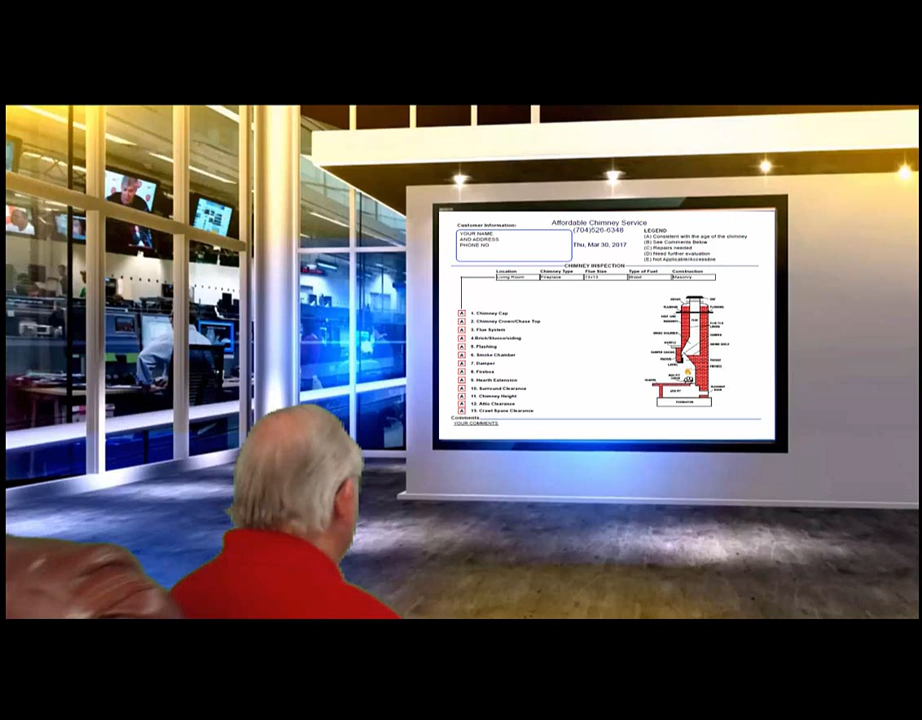 Affordable Chimney Service
(704)526-6348
Thu, Mar 30, 2017
Customer Information:
YOUR NAME
AND ADDRESS
PHONE NO
LEGEND
(A) Consistent with the age of the chimney
(B) See Comments Below
(C) Repairs needed
(D) Need further evaluation
(E) Not Applicable/Accessible
CHIMNEY INSPECTION
Location Chimney Type Flue Size Type of Fuel Construction
Living Room Fireplace 13x13 Wood Masonry
A 1. Chimney Cap
A 2. Chimney Crown/Chase Top
A 3. Flue System
A 4.Brick/Stucco/siding
A 5. Flashing
A 6. Smoke Chamber
A 7. Damper
A 8. Firebox
A 9. Hearth Extension
A 10. Surround Clearance
A 11. Chimney Height
A 12. Attic Clearance
A 13. Crawl Space Clearance
FOUNDATION
Comments
YOUR COMMENTS